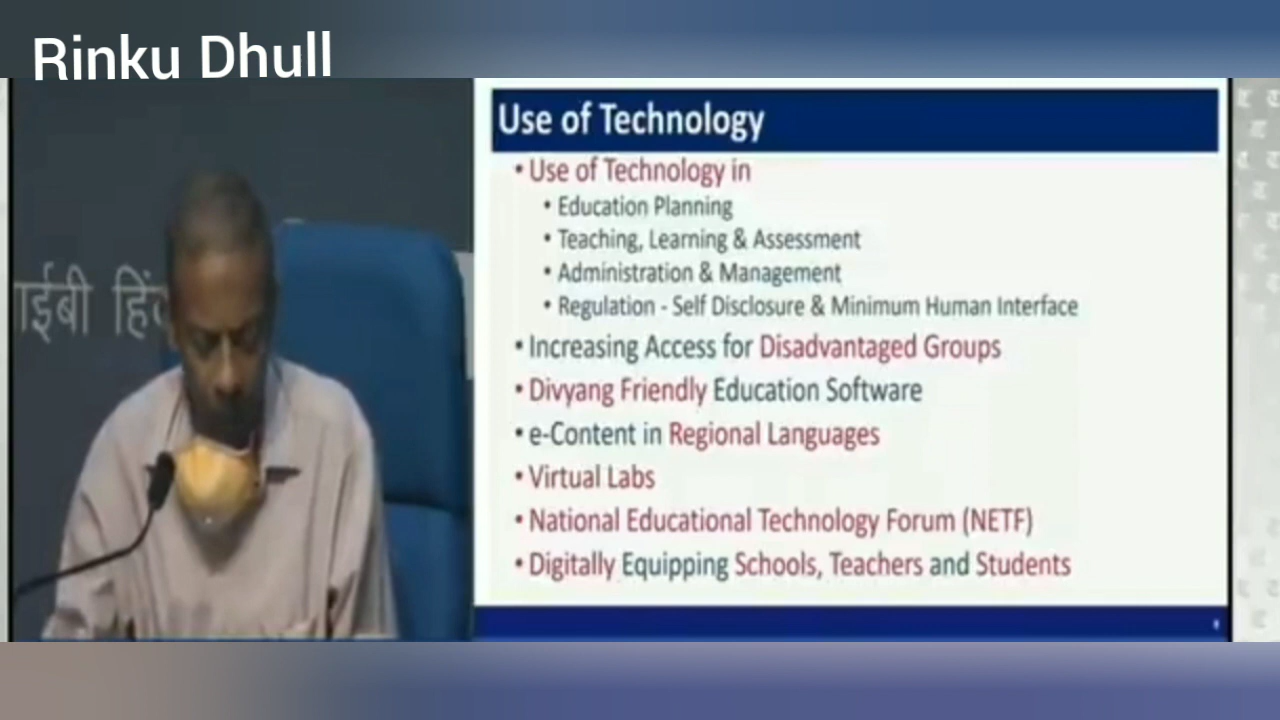 Rinku Dhull
Use of Technology
• Use of Technology in
• Education Planning
• Teaching, Learning & Assessment
• Administration & Management
• Regulation - Self Disclosure & Minimum Human Interface
• Increasing Access for Disadvantaged Groups
• Divyang Friendly Education Software
• e-Content in Regional Languages
• Virtual Labs
• National Educational Technology Forum (NETF)
• Digitally Equipping Schools, Teachers and Students